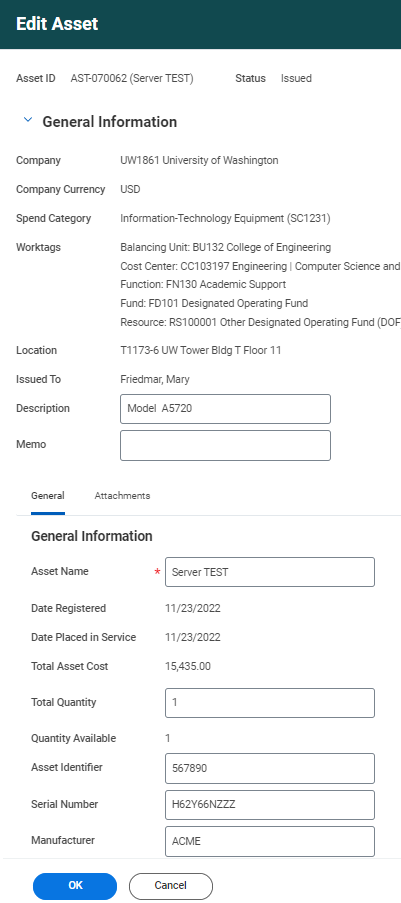 Edit Asset
Asset ID AST-070062 (Server TEST) Status Issued
General Information
Company UW1861 University of Washington
Company Currency USD
Spend Category Information-Technology Equipment (SC1231)
Worktags Balancing Unit: BU132 College of Engineering
Cost Center: CC103197 Engineering | Computer Science and
Function: FN130 Academic Support
Fund: FD101 Designated Operating Fund
Resource: RS100001 Other Designated Operating Fund (DOF
Location T1173-6 UW Tower Bldg T Floor 11
Issued To Friedmar, Mary
Description Model A5720
Memo
General Attachments
General Information
Asset Name * Server TEST
Date Registered 11/23/2022
Date Placed in Service 11/23/2022
Total Asset Cost 15,435.00
Total Quantity 1
Quantity Available 1
Asset Identifier 567890
Serial Number H62Y66NZZZ
Manufacturer ACME
OK Cancel